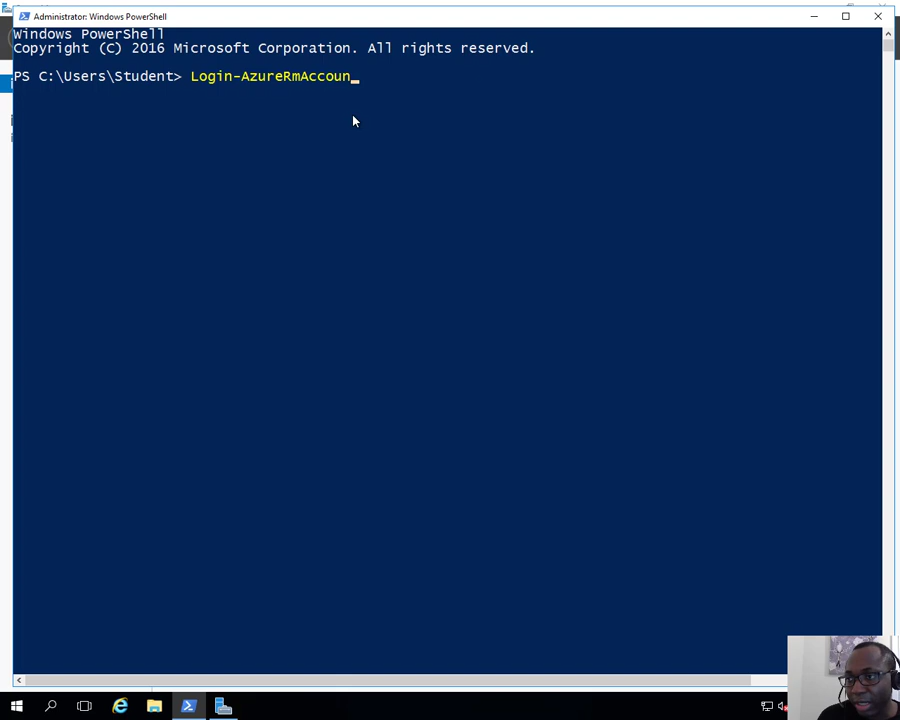 Administrator: Windows PowerShell
Windows PowerShell
Copyright (C) 2016 Microsoft Corporation. All rights reserved.
PS C:\Users\Student> Login-AzureRmAccoun